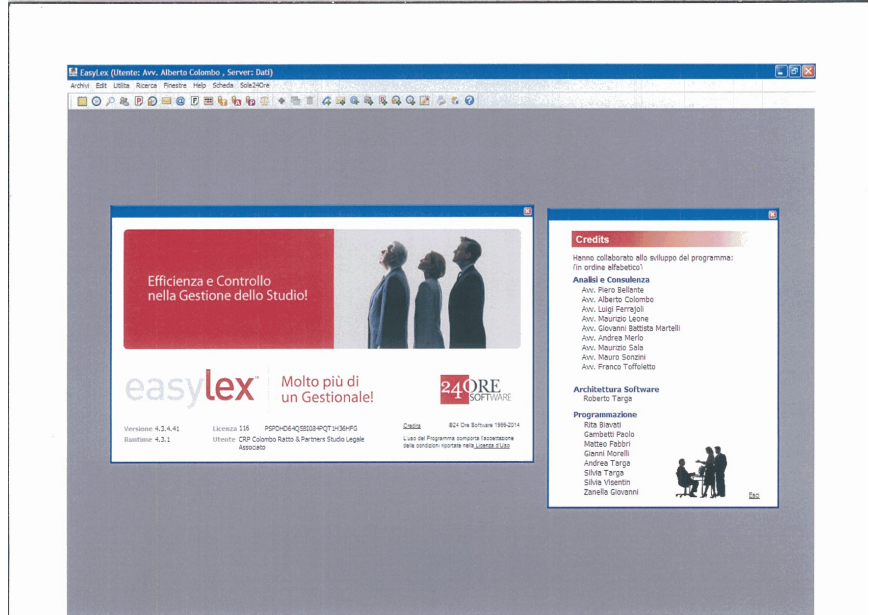 EasyLex (Utente: Avv. Alberto Colombo , Server: Dati)
Archivi Edit Utilita Ricerca Finestre Help Scheda Sole24Ore
Efficienza e Controllo
nella Gestione dello Studio!
easylex™
Molto più di
un Gestionale!
24 ORE
SOFTWARE
Versione 4.3.4.41
Runtime 4.3.1
Licenza 116 PSPDHD64Q5BI084PQT1H36HFG
Utente CRP Colombo Ratto & Partners Studio Legale
Associato
Credits ©24 Ore Software 1995-2014
L'uso del Programma comporta l'accettazione
delle condizioni riportate nella Licenza d'Uso
Credits
Hanno collaborato allo sviluppo del programma:
(in ordine alfabetico)
Analisi e Consulenza
Avv. Piero Bellante
Avv. Alberto Colombo
Avv. Luigi Ferrajoli
Avv. Maurizio Leone
Avv. Giovanni Battista Martelli
Avv. Andrea Merlo
Avv. Maurizio Sala
Avv. Mauro Sonzini
Avv. Franco Toffoletto
Architettura Software
Roberto Targa
Programmazione
Rita Biavati
Gambetti Paolo
Matteo Fabbri
Gianni Morelli
Andrea Targa
Silvia Targa
Silvia Visentin
Zanella Giovanni
Esci